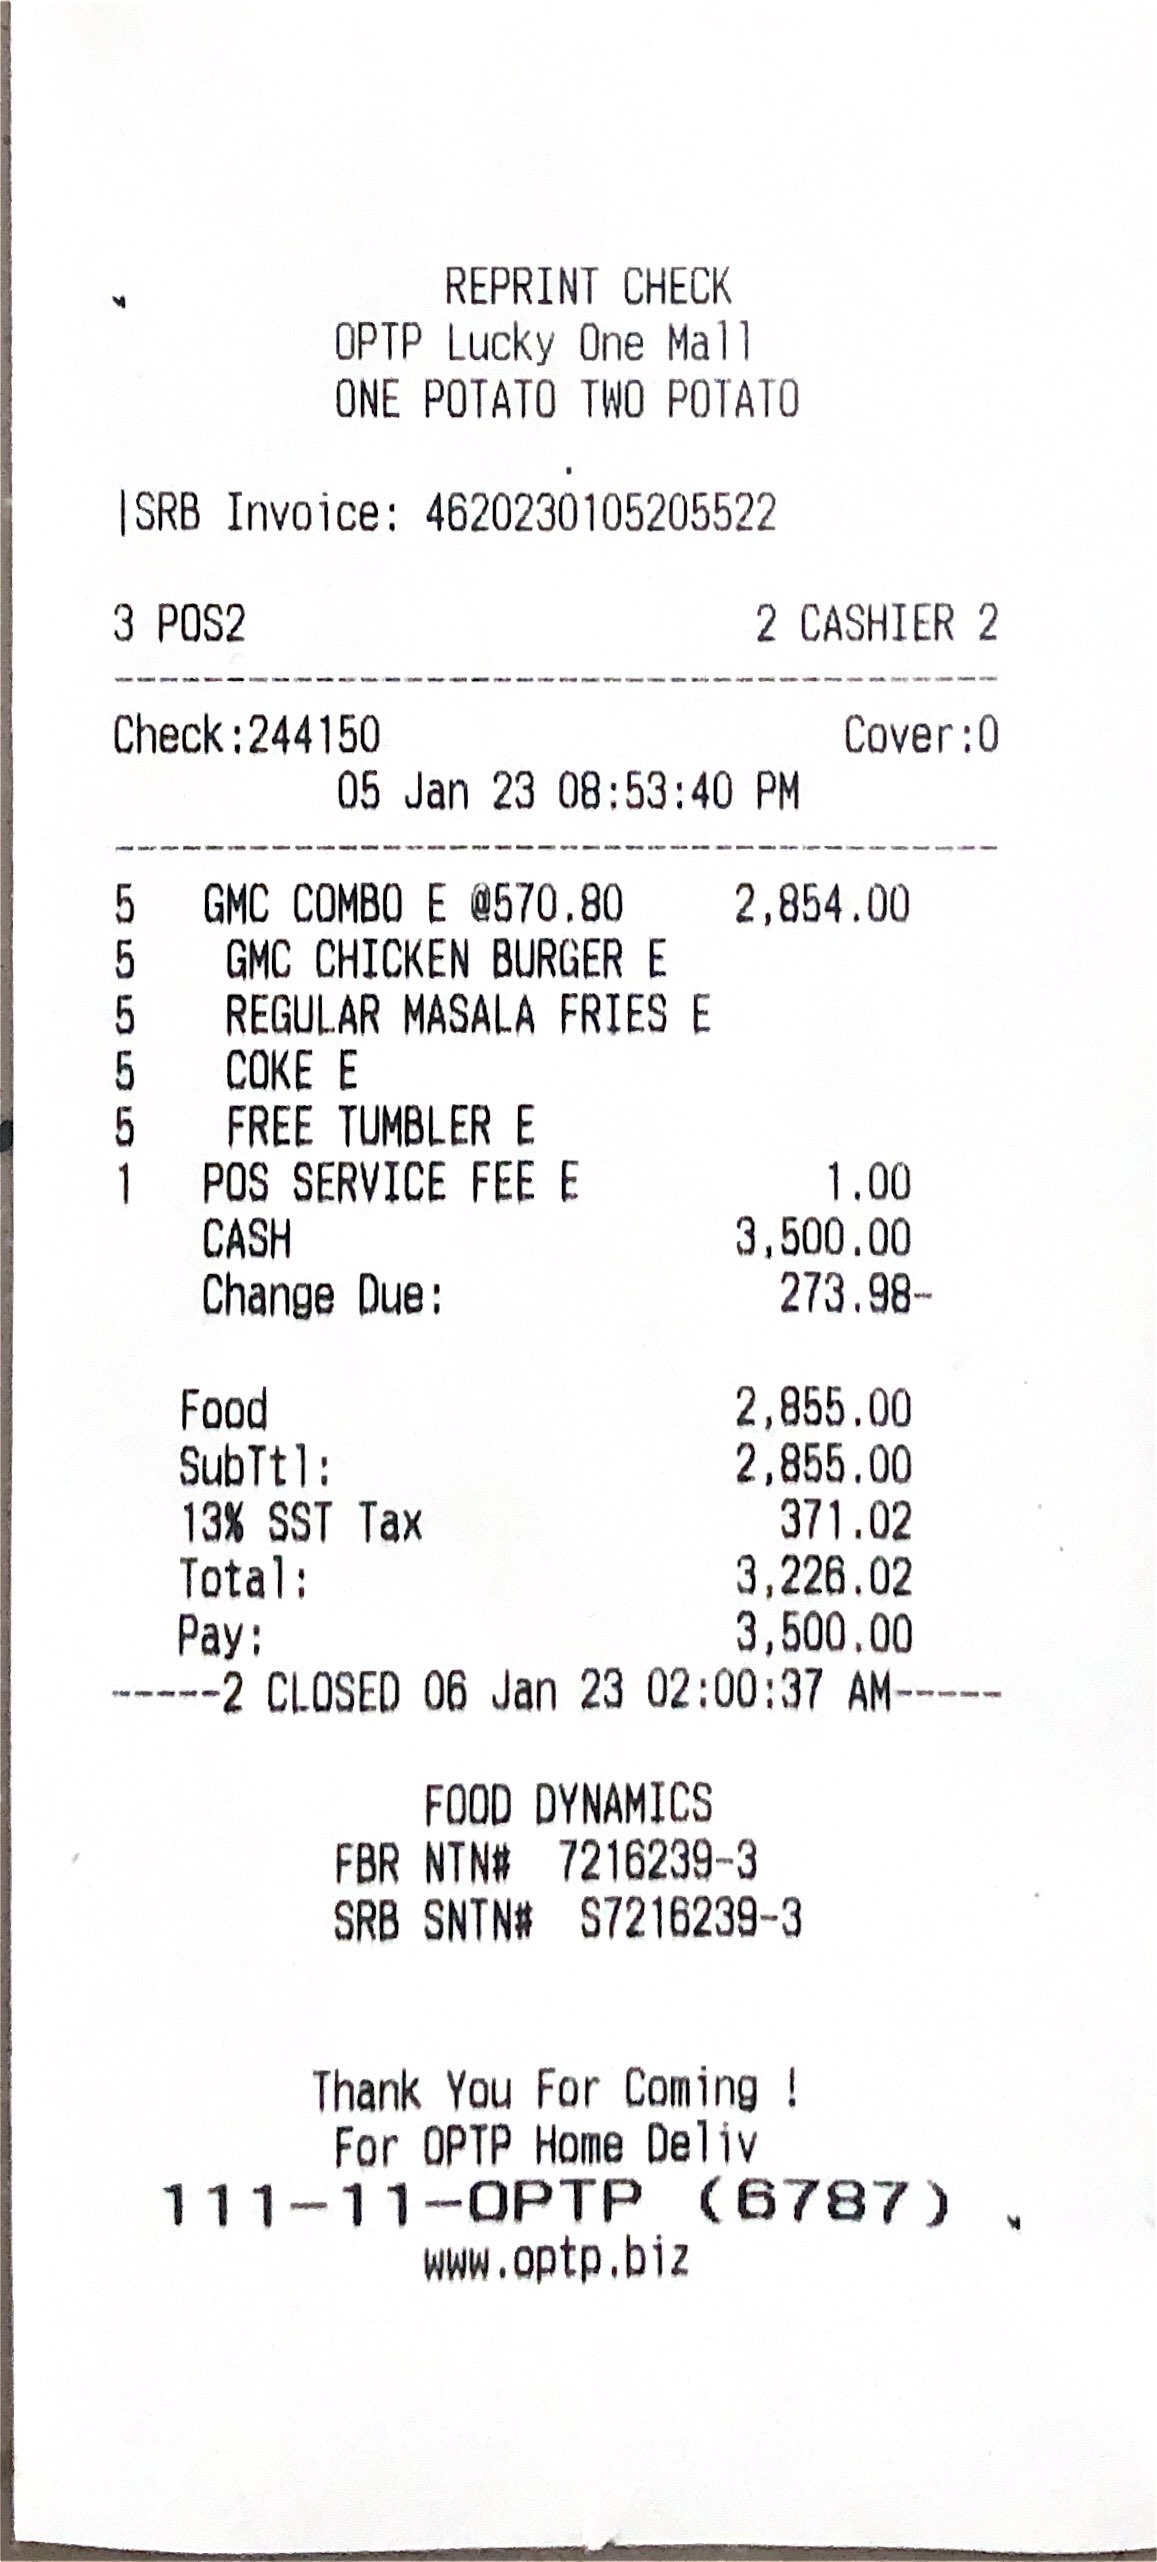 REPRINT CHECK
OPTP Lucky One Mall
ONE POTATO TWO POTATO
.
|SRB Invoice: 4620230105205522
3 POS2 2 CASHIER 2
----------------------------------------
Check:244150 Cover:0
05 Jan 23 08:53:40 PM
----------------------------------------
5 GMC COMBO E @570.80 2,854.00
5 GMC CHICKEN BURGER E
5 REGULAR MASALA FRIES E
5 COKE E
5 FREE TUMBLER E
1 POS SERVICE FEE E 1.00
CASH 3,500.00
Change Due: 273.98-
Food 2,855.00
SubTtl: 2,855.00
13% SST Tax 371.02
Total: 3,226.02
Pay: 3,500.00
-----2 CLOSED 06 Jan 23 02:00:37 AM-----
FOOD DYNAMICS
FBR NTN# 7216239-3
SRB SNTN# S7216239-3
Thank You For Coming !
For OPTP Home Deliv
111-11-OPTP (6787)
www.optp.biz